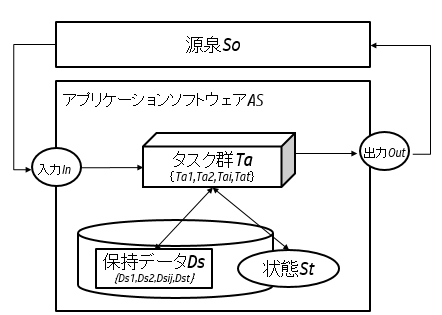 源泉So
アプリケーションソフトウェアAS
タスク群Ta
{Ta1,Ta2,Tai,Tat}
入力In
出力Out
保持データDs
{Ds1,Ds2,Dsij,Dst}
状態St